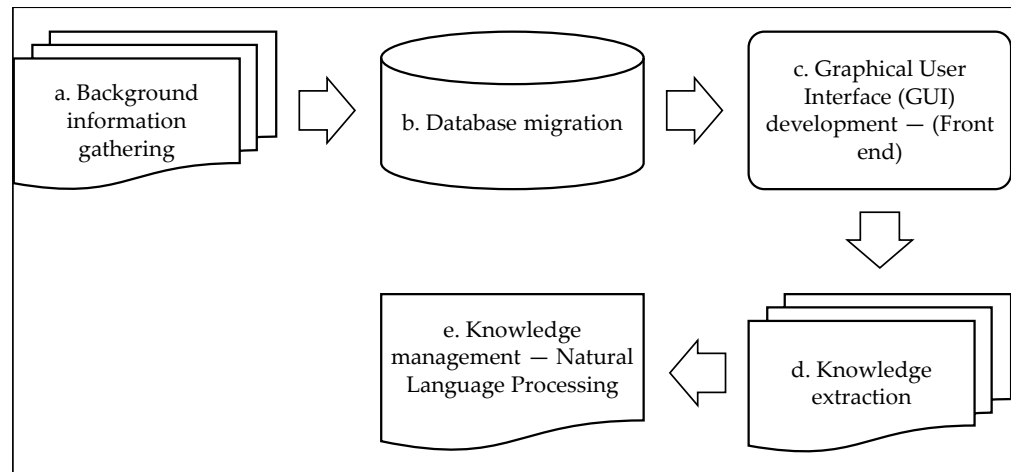 a. Background
information
gathering
b. Database migration
c. Graphical User
Interface (GUI)
development — (Front
end)
d. Knowledge
extraction
e. Knowledge
management — Natural
Language Processing